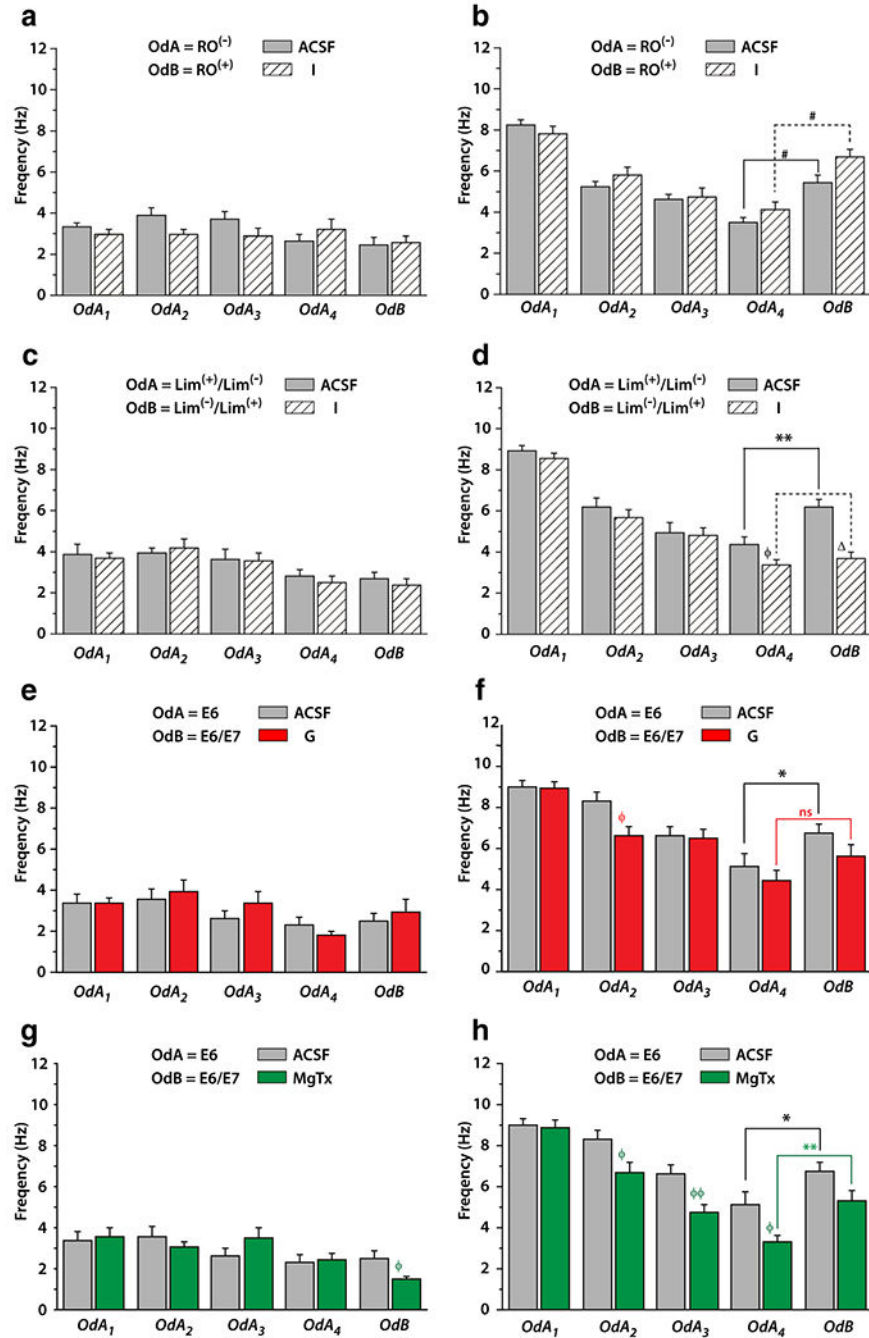 a
OdA = RO(-) ACSF
OdB = RO(+) I
Freqency (Hz)
12
10
8
6
4
2
0
OdA1 OdA2 OdA3 OdA4 OdB
b
OdA = RO(-) ACSF
OdB = RO(+) I
Freqency (Hz)
12
10
8
6
4
2
0
#
#
OdA1 OdA2 OdA3 OdA4 OdB
c
OdA = Lim(+)/Lim(-) ACSF
OdB = Lim(-)/Lim(+) I
Freqency (Hz)
12
10
8
6
4
2
0
OdA1 OdA2 OdA3 OdA4 OdB
d
OdA = Lim(+)/Lim(-) ACSF
OdB = Lim(-)/Lim(+) I
Freqency (Hz)
12
10
8
6
4
2
0
**
ϕ Δ
OdA1 OdA2 OdA3 OdA4 OdB
e
OdA = E6 ACSF
OdB = E6/E7 G
Freqency (Hz)
12
10
8
6
4
2
0
OdA1 OdA2 OdA3 OdA4 OdB
f
OdA = E6 ACSF
OdB = E6/E7 G
Freqency (Hz)
12
10
8
6
4
2
0
*
ns
ϕ
OdA1 OdA2 OdA3 OdA4 OdB
g
OdA = E6 ACSF
OdB = E6/E7 MgTx
Freqency (Hz)
12
10
8
6
4
2
0
ϕ
OdA1 OdA2 OdA3 OdA4 OdB
h
OdA = E6 ACSF
OdB = E6/E7 MgTx
Freqency (Hz)
12
10
8
6
4
2
0
*
**
ϕ
ϕϕ
ϕ
OdA1 OdA2 OdA3 OdA4 OdB